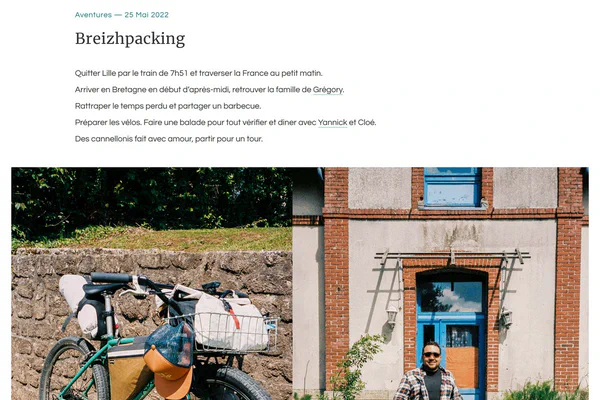 Aventures — 25 Mai 2022
Breizhpacking
Quitter Lille par le train de 7h51 et traverser la France au petit matin.
Arriver en Bretagne en début d'après-midi, retrouver la famille de Grégory.
Rattraper le temps perdu et partager un barbecue.
Préparer les vélos. Faire une balade pour tout vérifier et diner avec Yannick et Cloé.
Des cannellonis fait avec amour, partir pour un tour.